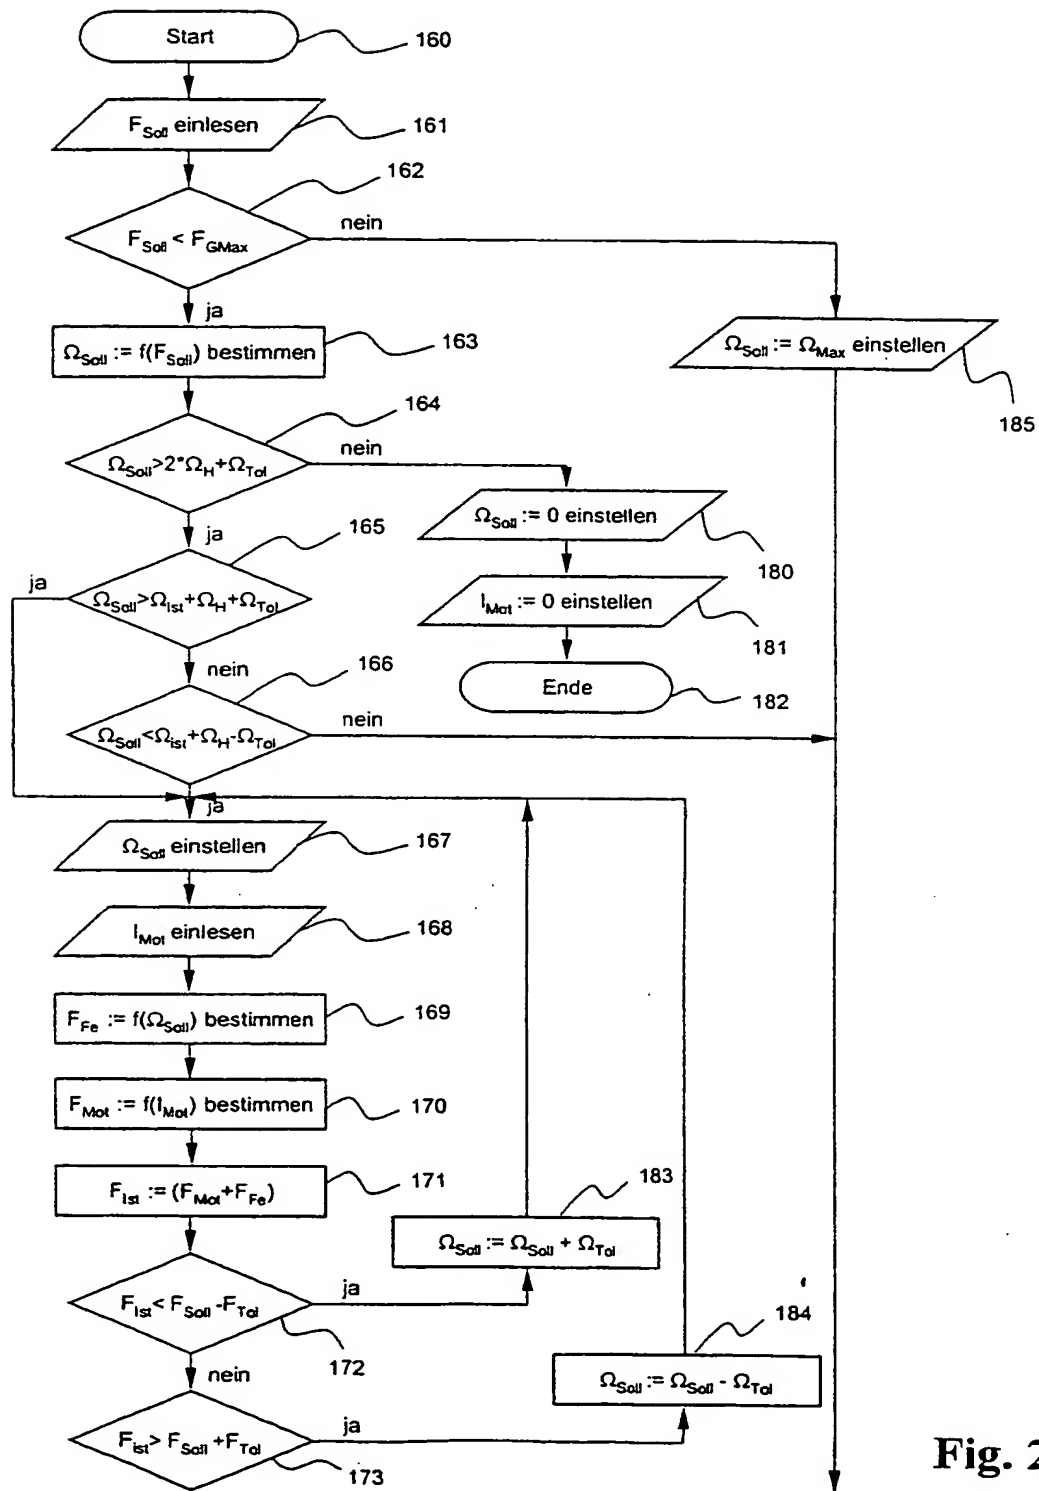 Start
160
F_Soll einlesen
161
162
F_Soll < F_GMax
nein
ja
Ω_Soll := f(F_Soll) bestimmen
163
Ω_Soll := Ω_Max einstellen
185
164
Ω_Soll>2*Ω_H+Ω_Tol
nein
ja
Ω_Soll := 0 einstellen
180
165
ja
Ω_Soll>Ω_Ist+Ω_H+Ω_Tol
I_Mot := 0 einstellen
181
nein
166
Ende
182
Ω_Soll<Ω_ist+Ω_H-Ω_Tol
nein
ja
Ω_Soll einstellen
167
I_Mot einlesen
168
F_Fe := f(Ω_Soll) bestimmen
169
F_Mot := f(I_Mot) bestimmen
170
F_Ist := (F_Mot+F_Fe)
171
183
Ω_Soll := Ω_Soll + Ω_Tol
F_Ist< F_Soll -F_Tol
ja
172
nein
184
Ω_Soll := Ω_Soll - Ω_Tol
F_ist> F_Soll +F_Tol
ja
173
Fig. 2